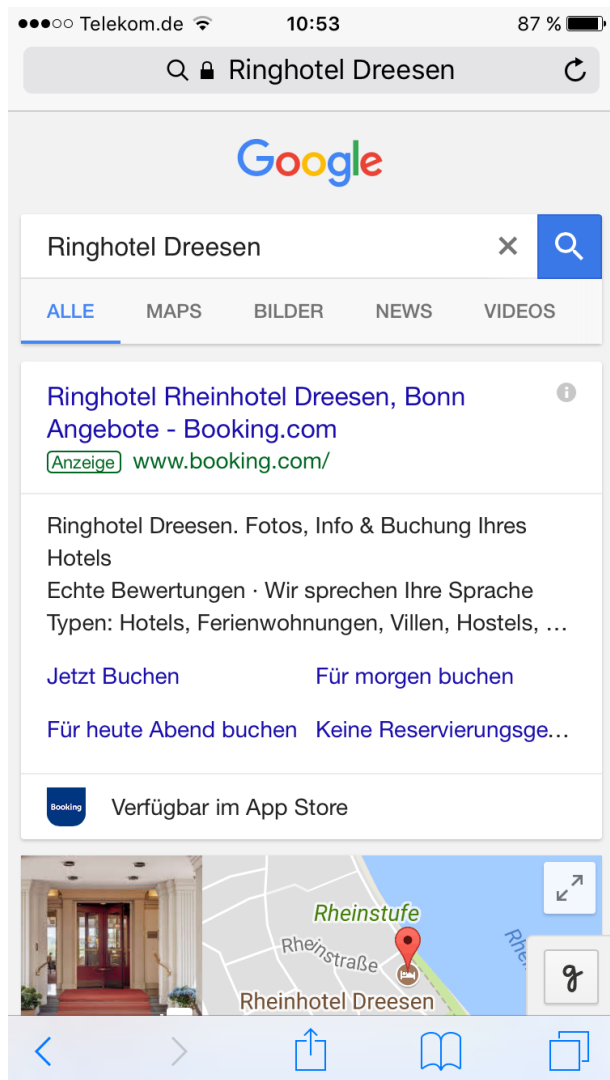 Telekom.de 10:53 87 %
Ringhotel Dreesen
Google
Ringhotel Dreesen
ALLE MAPS BILDER NEWS VIDEOS
Ringhotel Rheinhotel Dreesen, Bonn
Angebote - Booking.com
Anzeige www.booking.com/
Ringhotel Dreesen. Fotos, Info & Buchung Ihres
Hotels
Echte Bewertungen · Wir sprechen Ihre Sprache
Typen: Hotels, Ferienwohnungen, Villen, Hostels, ...
Jetzt Buchen Für morgen buchen
Für heute Abend buchen Keine Reservierungsge...
Booking Verfügbar im App Store
Rheinstufe
Rheinstraße
Rheinhotel Dreesen
g